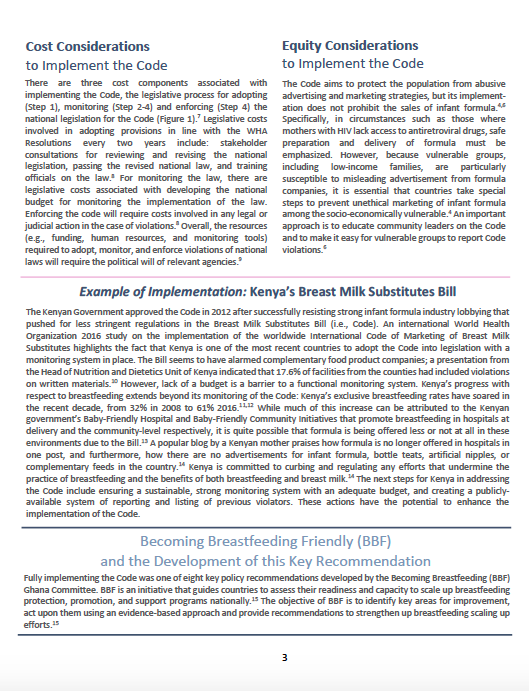 Cost Considerations
to Implement the Code
There are three cost components associated with
implementing the Code, the legislative process for adopting
(Step 1), monitoring (Step 2-4) and enforcing (Step 4) the
national legislation for the Code (Figure 1).⁷ Legislative costs
involved in adopting provisions in line with the WHA
Resolutions every two years include: stakeholder
consultations for reviewing and revising the national
legislation, passing the revised national law, and training
officials on the law.⁸ For monitoring the law, there are
legislative costs associated with developing the national
budget for monitoring the implementation of the law.
Enforcing the code will require costs involved in any legal or
judicial action in the case of violations.⁸ Overall, the resources
(e.g., funding, human resources, and monitoring tools)
required to adopt, monitor, and enforce violations of national
laws will require the political will of relevant agencies.⁹
Equity Considerations
to Implement the Code
The Code aims to protect the population from abusive
advertising and marketing strategies, but its implement-
ation does not prohibit the sales of infant formula.⁴,⁶
Specifically, in circumstances such as those where
mothers with HIV lack access to antiretroviral drugs, safe
preparation and delivery of formula must be
emphasized. However, because vulnerable groups,
including low-income families, are particularly
susceptible to misleading advertisement from formula
companies, it is essential that countries take special
steps to prevent unethical marketing of infant formula
among the socio-economically vulnerable.⁴ An important
approach is to educate community leaders on the Code
and to make it easy for vulnerable groups to report Code
violations.⁶
Example of Implementation: Kenya's Breast Milk Substitutes Bill
The Kenyan Government approved the Code in 2012 after successfully resisting strong infant formula industry lobbying that
pushed for less stringent regulations in the Breast Milk Substitutes Bill (i.e., Code). An international World Health
Organization 2016 study on the implementation of the worldwide International Code of Marketing of Breast Milk
Substitutes highlights the fact that Kenya is one of the most recent countries to adopt the Code into legislation with a
monitoring system in place. The Bill seems to have alarmed complementary food product companies; a presentation from
the Head of Nutrition and Dietetics Unit of Kenya indicated that 17.6% of facilities from the counties had included violations
on written materials.¹⁰ However, lack of a budget is a barrier to a functional monitoring system. Kenya's progress with
respect to breastfeeding extends beyond its monitoring of the Code: Kenya's exclusive breastfeeding rates have soared in
the recent decade, from 32% in 2008 to 61% 2016.¹¹,¹² While much of this increase can be attributed to the Kenyan
government's Baby-Friendly Hospital and Baby-Friendly Community Initiatives that promote breastfeeding in hospitals at
delivery and the community-level respectively, it is quite possible that formula is being offered less or not at all in these
environments due to the Bill.¹³ A popular blog by a Kenyan mother praises how formula is no longer offered in hospitals in
one post, and furthermore, how there are no advertisements for infant formula, bottle teats, artificial nipples, or
complementary feeds in the country.¹⁴ Kenya is committed to curbing and regulating any efforts that undermine the
practice of breastfeeding and the benefits of both breastfeeding and breast milk.¹⁴ The next steps for Kenya in addressing
the Code include ensuring a sustainable, strong monitoring system with an adequate budget, and creating a publicly-
available system of reporting and listing of previous violators. These actions have the potential to enhance the
implementation of the Code.
Becoming Breastfeeding Friendly (BBF)
and the Development of this Key Recommendation
Fully implementing the Code was one of eight key policy recommendations developed by the Becoming Breastfeeding (BBF)
Ghana Committee. BBF is an initiative that guides countries to assess their readiness and capacity to scale up breastfeeding
protection, promotion, and support programs nationally.¹⁵ The objective of BBF is to identify key areas for improvement,
act upon them using an evidence-based approach and provide recommendations to strengthen up breastfeeding scaling up
efforts.¹⁵
3